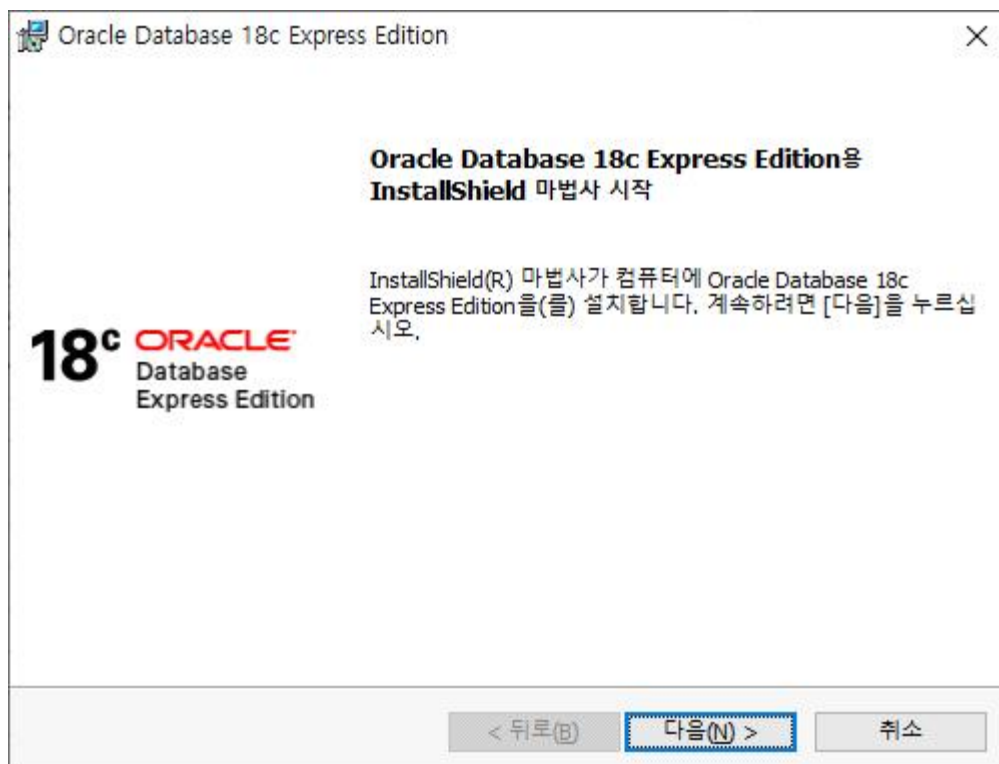 Oracle Database 18c Express Edition
Oracle Database 18c Express Edition용
InstallShield 마법사 시작
InstallShield(R) 마법사가 컴퓨터에 Oracle Database 18c
Express Edition을(를) 설치합니다. 계속하려면 [다음]을 누르십
시오.
18c ORACLE
Database
Express Edition
< 뒤로(B)
다음(N) >
취소